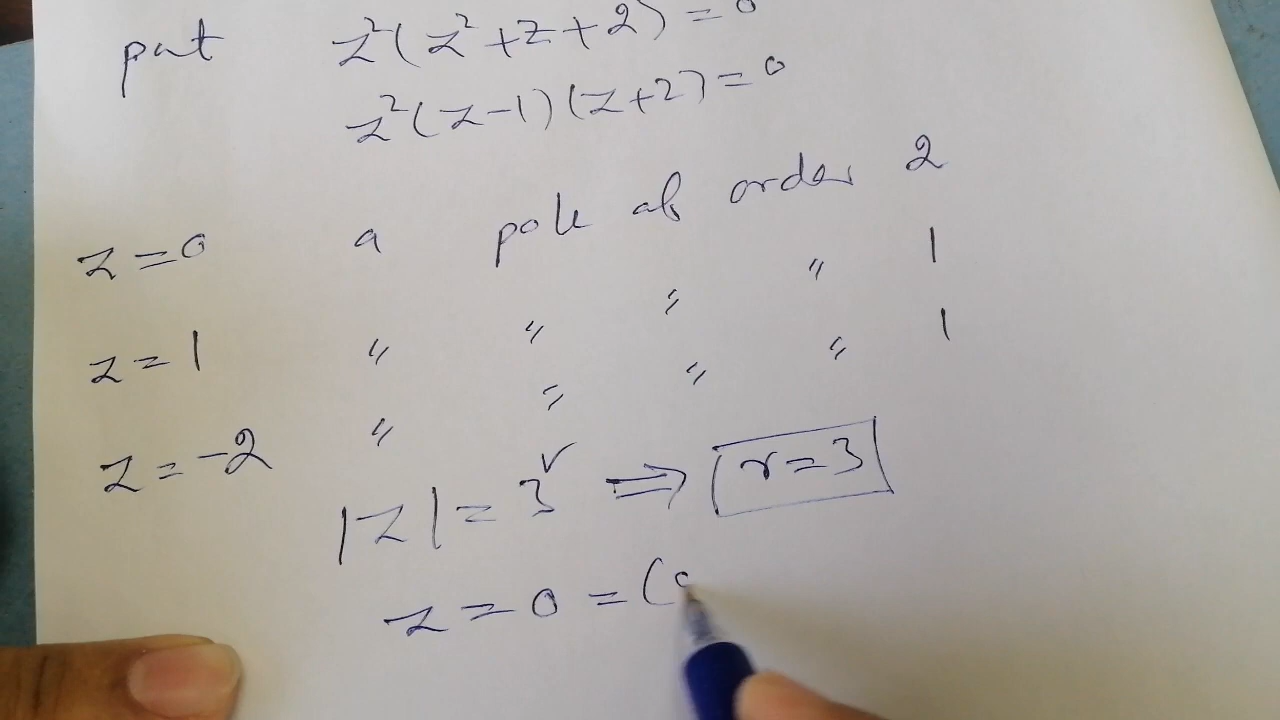 put z²(z²+z+2) = 0
z²(z-1)(z+2) = 0
z = 0 a pole of order 2
z = 1 " " " " 1
z = -2 " " " " 1
|z| = 3 ⟹ r = 3
z = 0 = (0